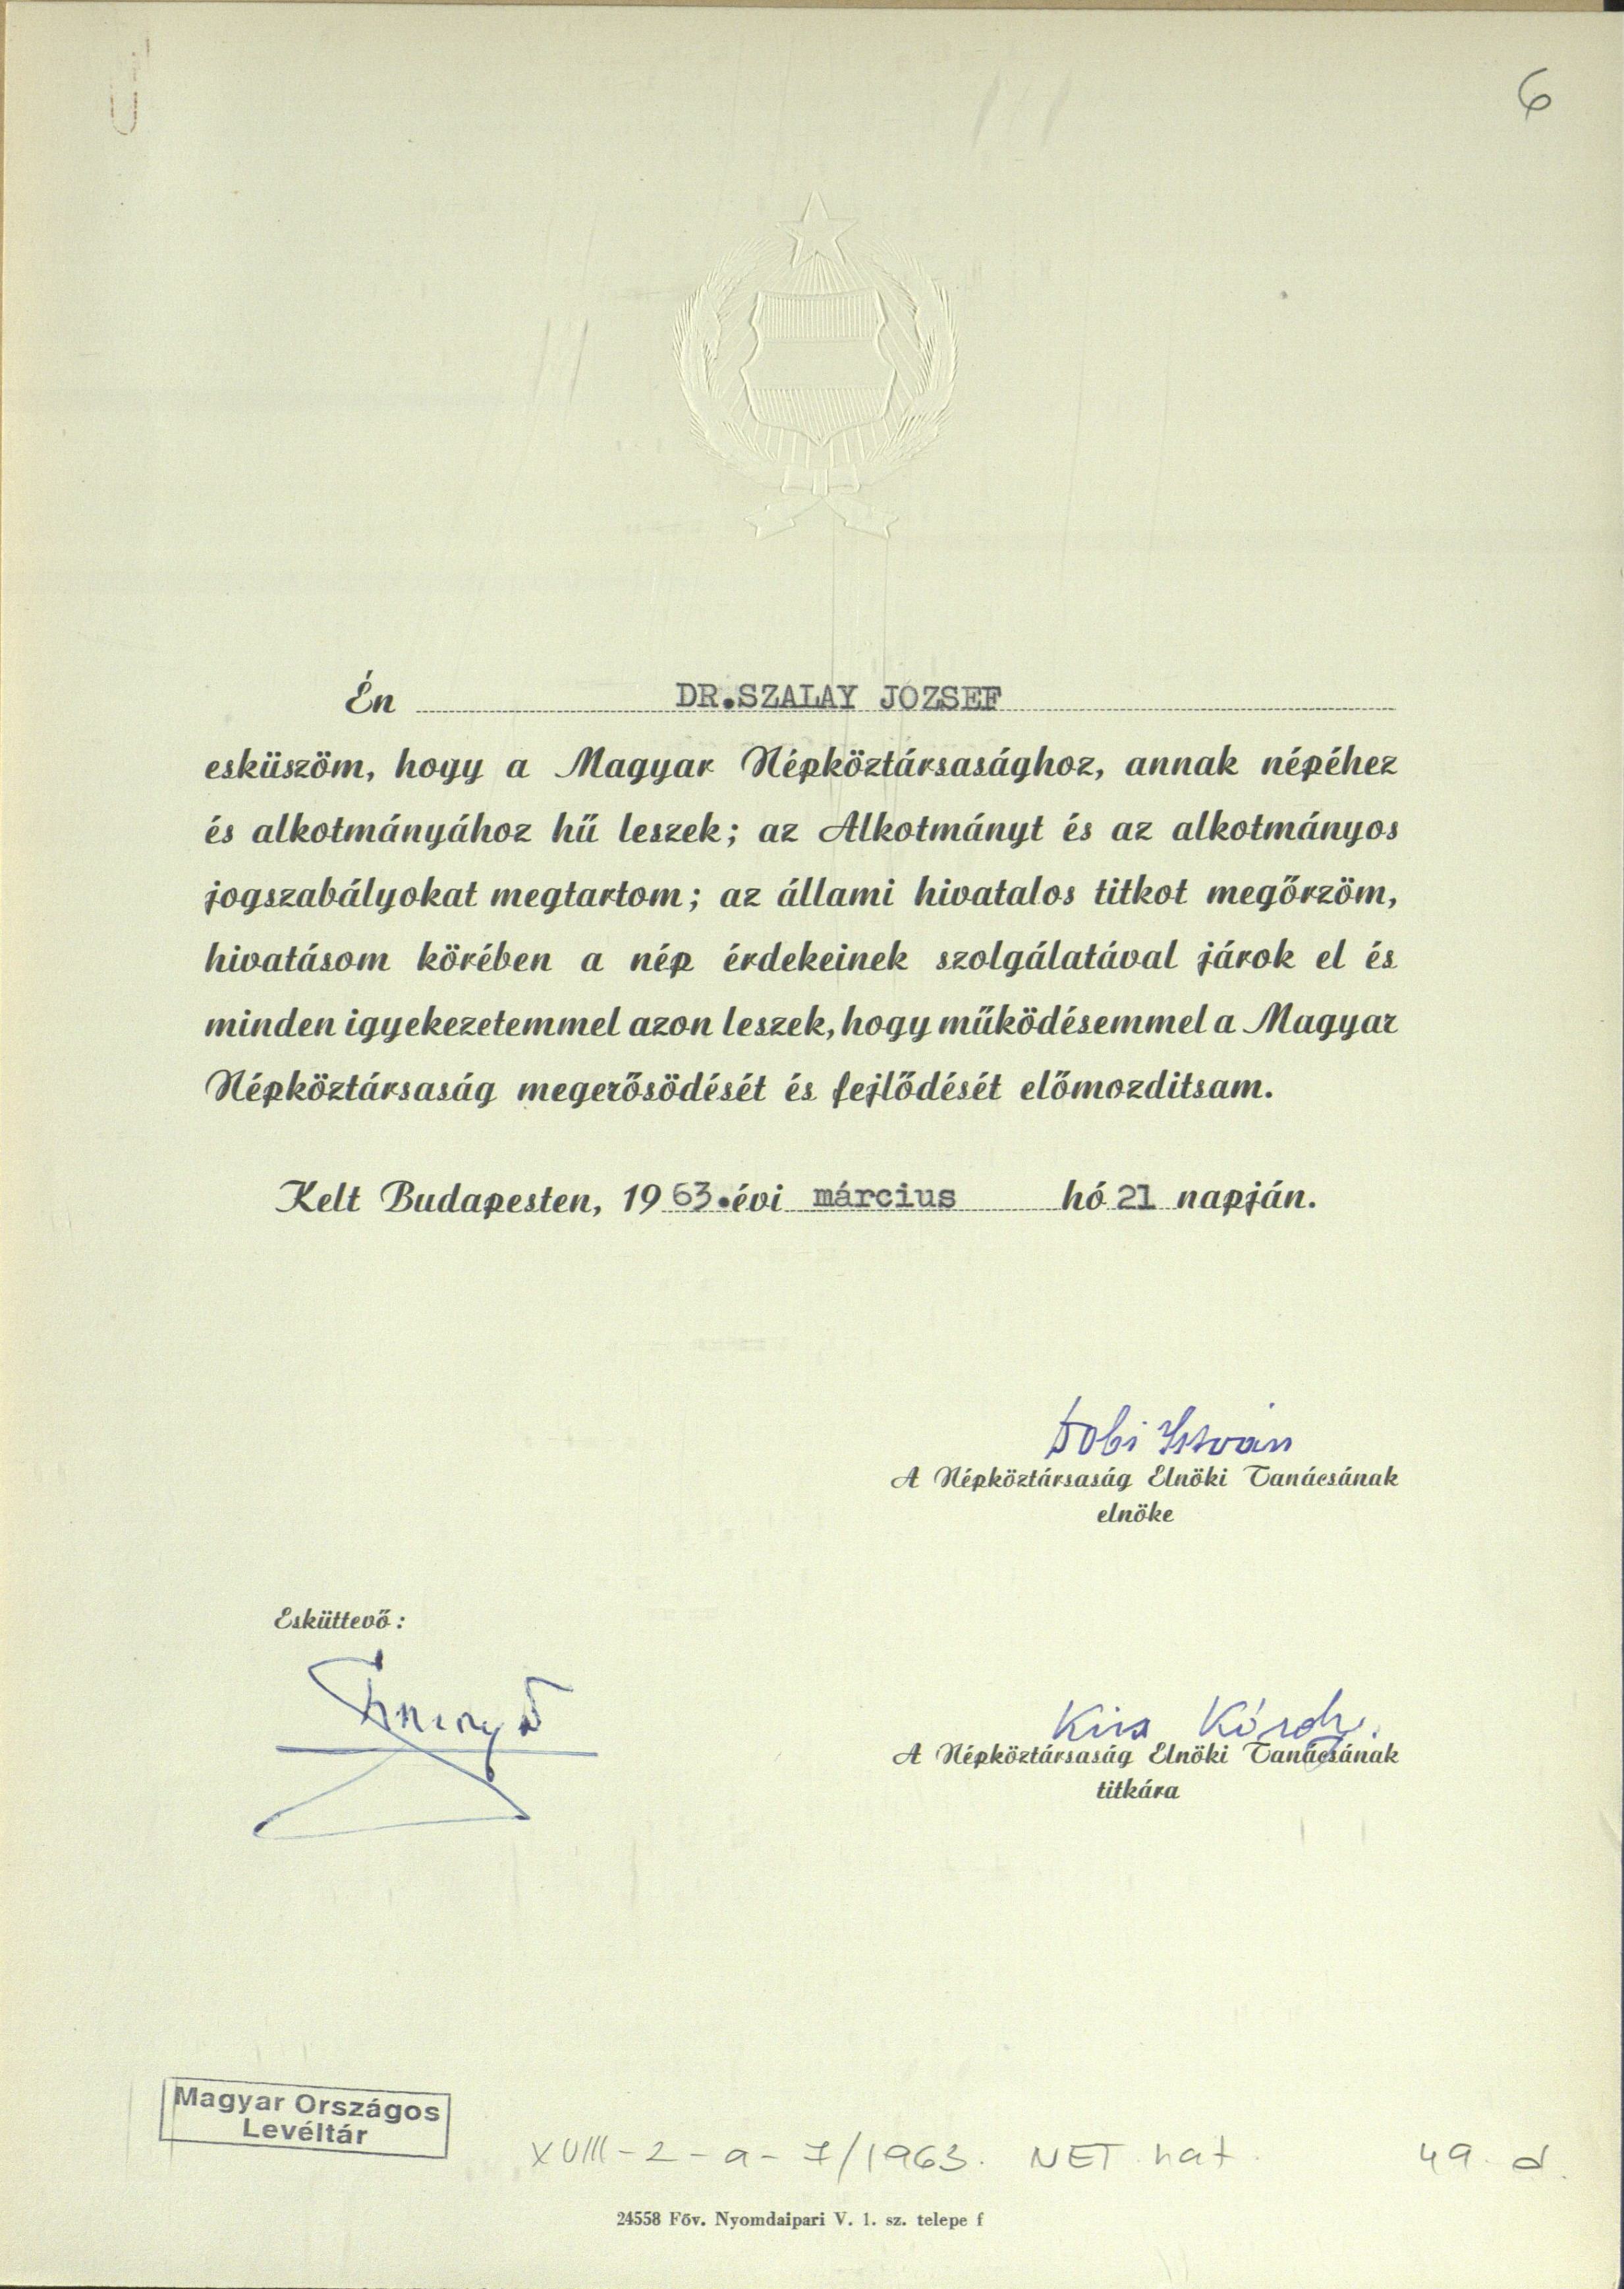 6
Én DR.SZALAY JÓZSEF
esküszöm, hogy a Magyar Népköztársasághoz, annak népéhez
és alkotmányához hű leszek; az Alkotmányt és az alkotmányos
jogszabályokat megtartom; az állami hivatalos titkot megőrzöm,
hivatásom körében a nép érdekeinek szolgálatával járok el és
minden igyekezetemmel azon leszek, hogy működésemmel a Magyar
Népköztársaság megerősödését és fejlődését előmozditsam.
Kelt Budapesten, 1963. évi március hó 21 napján.
Dobi István
A Népköztársaság Elnöki Tanácsának
elnöke
Esküttevő:
Kiss Károly
A Népköztársaság Elnöki Tanácsának
titkára
Magyar Országos
Levéltár
XVIII-2-a-7/1963. NET hat. 49. d.
24558 Főv. Nyomdaipari V. 1. sz. telepe f